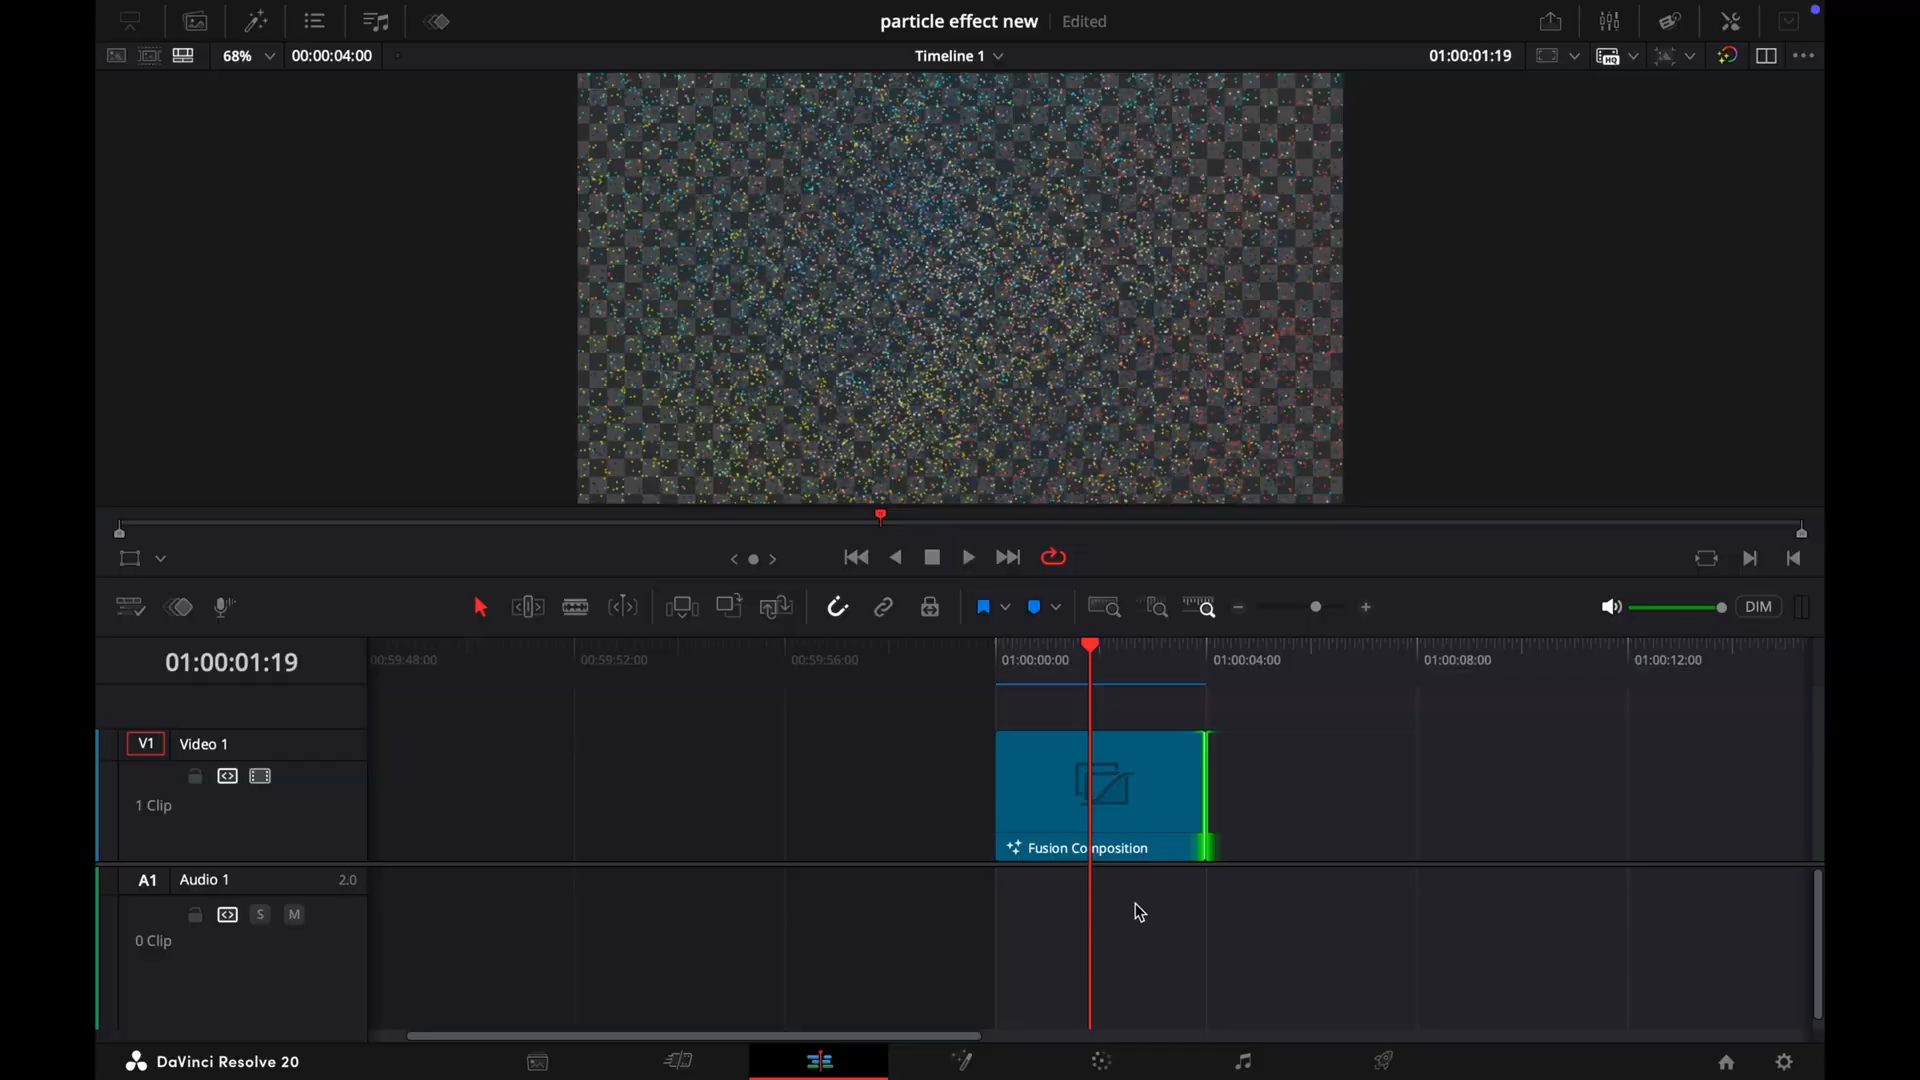 particle effect new
Edited
68%
00:00:04:00
Timeline 1
01:00:01:19
HQ
DIM
01:00:01:19
00:59:48:00
00:59:52:00
00:59:56:00
01:00:00:00
01:00:04:00
01:00:08:00
01:00:12:00
V1
Video 1
1 Clip
Fusion Composition
A1
Audio 1
2.0
S
M
0 Clip
DaVinci Resolve 20